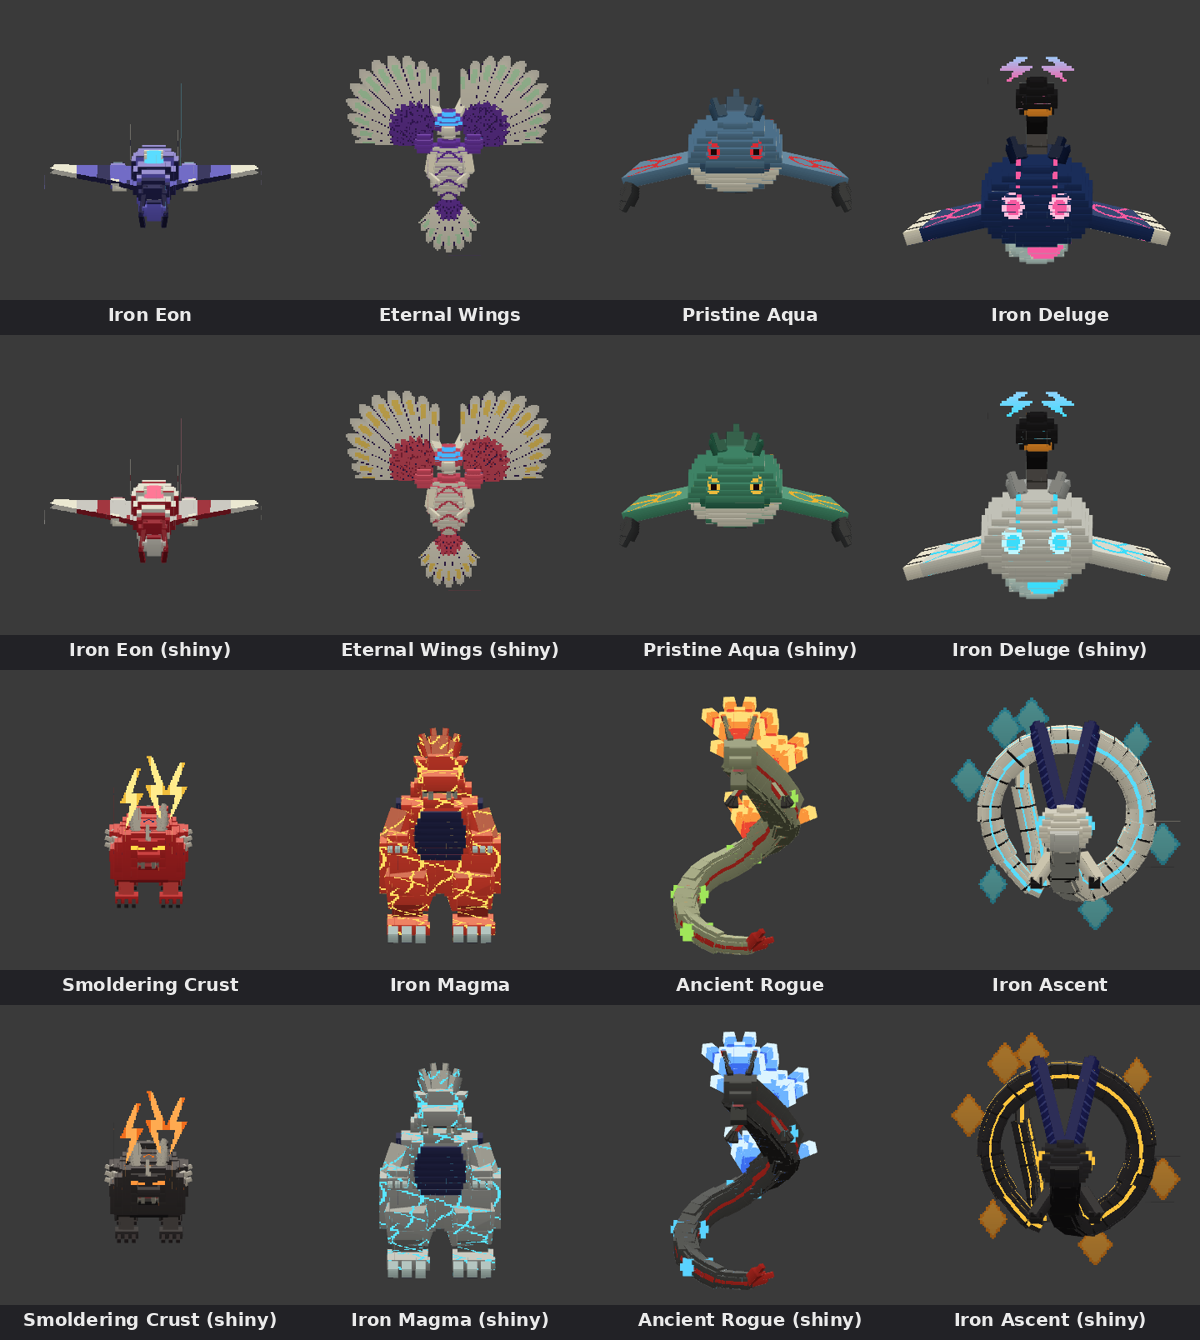 Iron Eon
Eternal Wings
Pristine Aqua
Iron Deluge
Iron Eon (shiny)
Eternal Wings (shiny)
Pristine Aqua (shiny)
Iron Deluge (shiny)
Smoldering Crust
Iron Magma
Ancient Rogue
Iron Ascent
Smoldering Crust (shiny)
Iron Magma (shiny)
Ancient Rogue (shiny)
Iron Ascent (shiny)